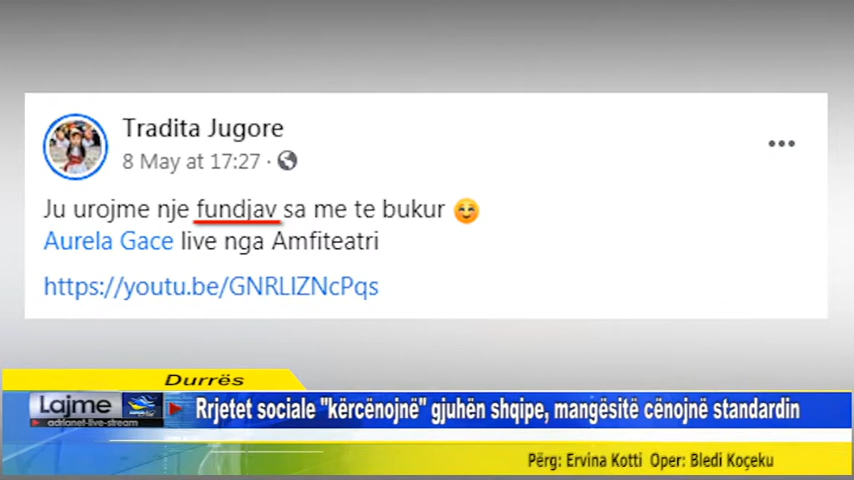 Tradita Jugore
8 May at 17:27 ·
Ju urojme nje fundjav sa me te bukur
Aurela Gace live nga Amfiteatri
https://youtu.be/GNRLIZNcPqs
Durrës
Lajme
adrianet-live-stream
Rrjetet sociale "kërcënojnë" gjuhën shqipe, mangësitë cënojnë standardin
Përg: Ervina Kotti Oper: Bledi Koçeku